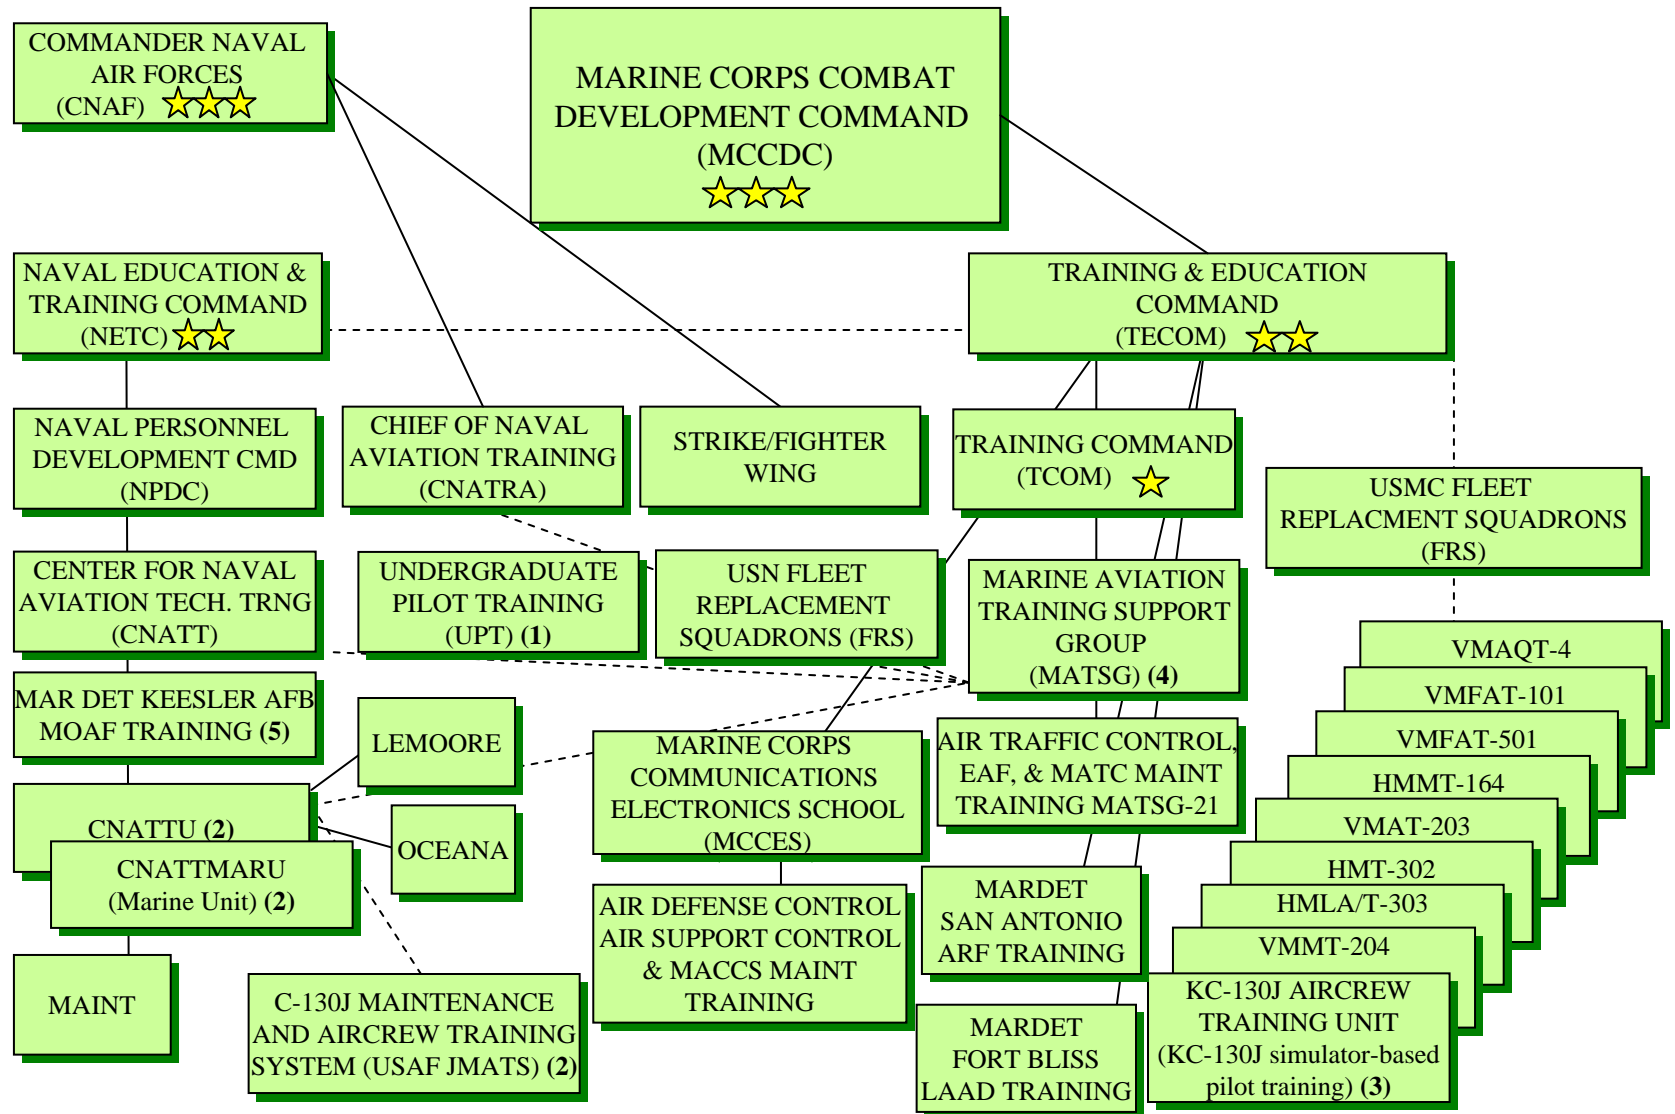 COMMANDER NAVAL
AIR FORCES
(CNAF)
MARINE CORPS COMBAT
DEVELOPMENT COMMAND
(MCCDC)
NAVAL EDUCATION &
TRAINING COMMAND
(NETC)
TRAINING & EDUCATION
COMMAND
(TECOM)
NAVAL PERSONNEL
DEVELOPMENT CMD
(NPDC)
CHIEF OF NAVAL
AVIATION TRAINING
(CNATRA)
STRIKE/FIGHTER
WING
TRAINING COMMAND
(TCOM)
USMC FLEET
REPLACMENT SQUADRONS
(FRS)
CENTER FOR NAVAL
AVIATION TECH. TRNG
(CNATT)
UNDERGRADUATE
PILOT TRAINING
(UPT) (1)
USN FLEET
REPLACEMENT
SQUADRONS (FRS)
MARINE AVIATION
TRAINING SUPPORT
GROUP
(MATSG) (4)
MAR DET KEESLER AFB
MOAF TRAINING (5)
LEMOORE
OCEANA
CNATTU (2)
CNATTMARU
(Marine Unit) (2)
MAINT
C-130J MAINTENANCE
AND AIRCREW TRAINING
SYSTEM (USAF JMATS) (2)
MARINE CORPS
COMMUNICATIONS
ELECTRONICS SCHOOL
(MCCES)
AIR DEFENSE CONTROL
AIR SUPPORT CONTROL
& MACCS MAINT
TRAINING
AIR TRAFFIC CONTROL,
EAF, & MATC MAINT
TRAINING MATSG-21
MARDET
SAN ANTONIO
ARF TRAINING
MARDET
FORT BLISS
LAAD TRAINING
VMAQT-4
VMFAT-101
VMFAT-501
HMMT-164
VMAT-203
HMT-302
HMLA/T-303
VMMT-204
KC-130J AIRCREW
TRAINING UNIT
(KC-130J simulator-based
pilot training) (3)